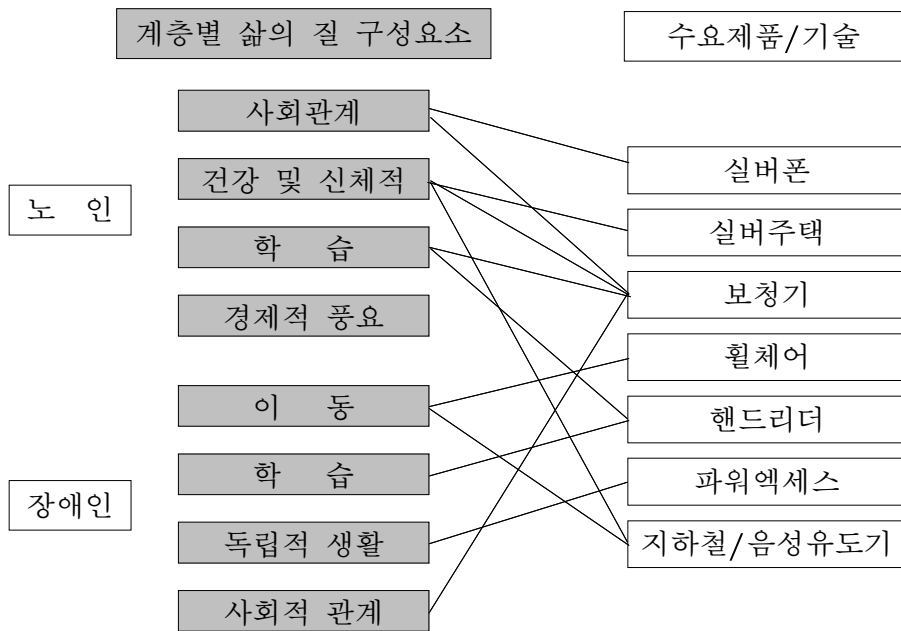 계층별 삶의 질 구성요소
수요제품/기술
노 인
사회관계
건강 및 신체적
학 습
경제적 풍요
장애인
이 동
학 습
독립적 생활
사회적 관계
실버폰
실버주택
보청기
휠체어
핸드리더
파워엑세스
지하철/음성유도기